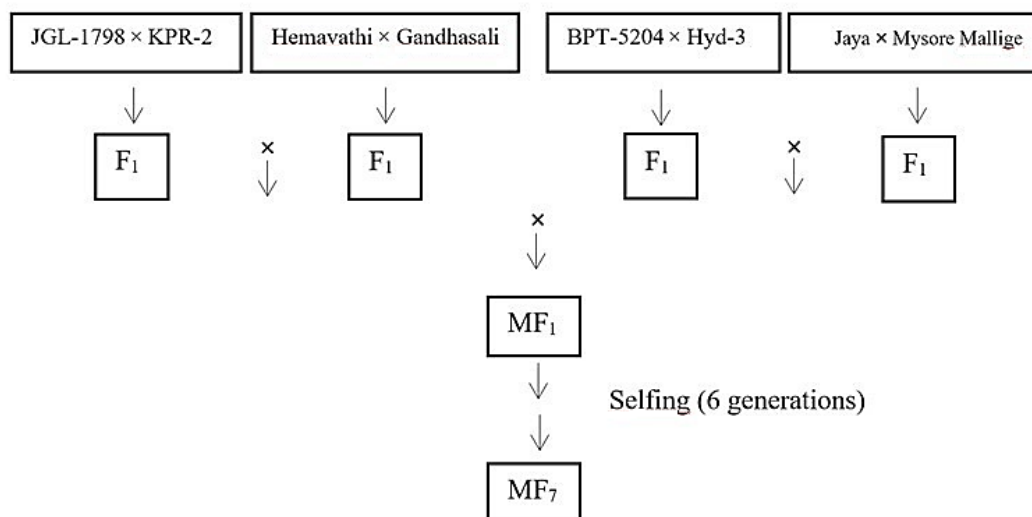 JGL-1798 × KPR-2
Hemavathi × Gandhasali
BPT-5204 × Hyd-3
Jaya × Mysore Mallige
F₁
×
F₁
F₁
×
F₁
×
MF₁
Selfing (6 generations)
MF₇